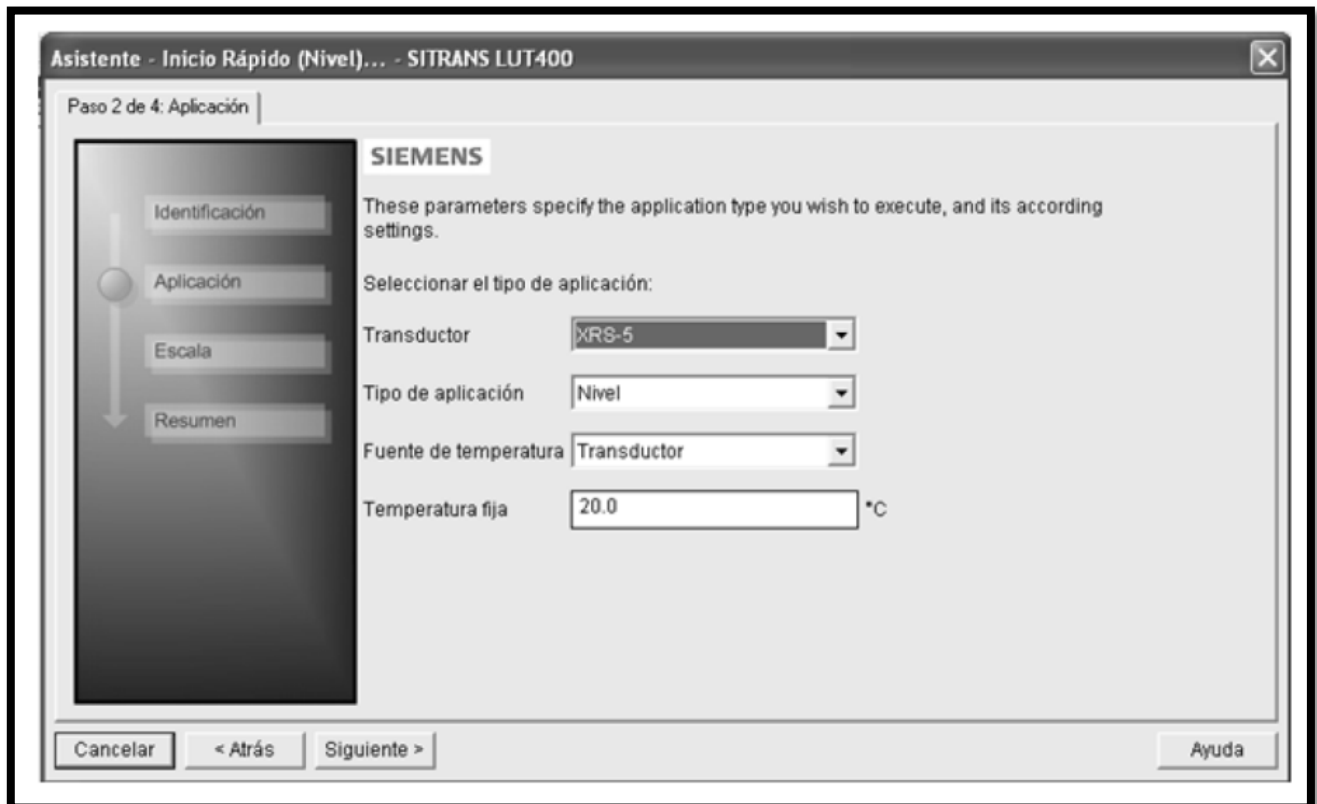 Asistente - Inicio Rápido (Nivel)... - SITRANS LUT400
Paso 2 de 4: Aplicación
SIEMENS
Identificación
Aplicación
Escala
Resumen
These parameters specify the application type you wish to execute, and its according
settings.
Seleccionar el tipo de aplicación:
Transductor XRS-5
Tipo de aplicación Nivel
Fuente de temperatura Transductor
Temperatura fija 20.0 °C
Cancelar < Atrás Siguiente > Ayuda